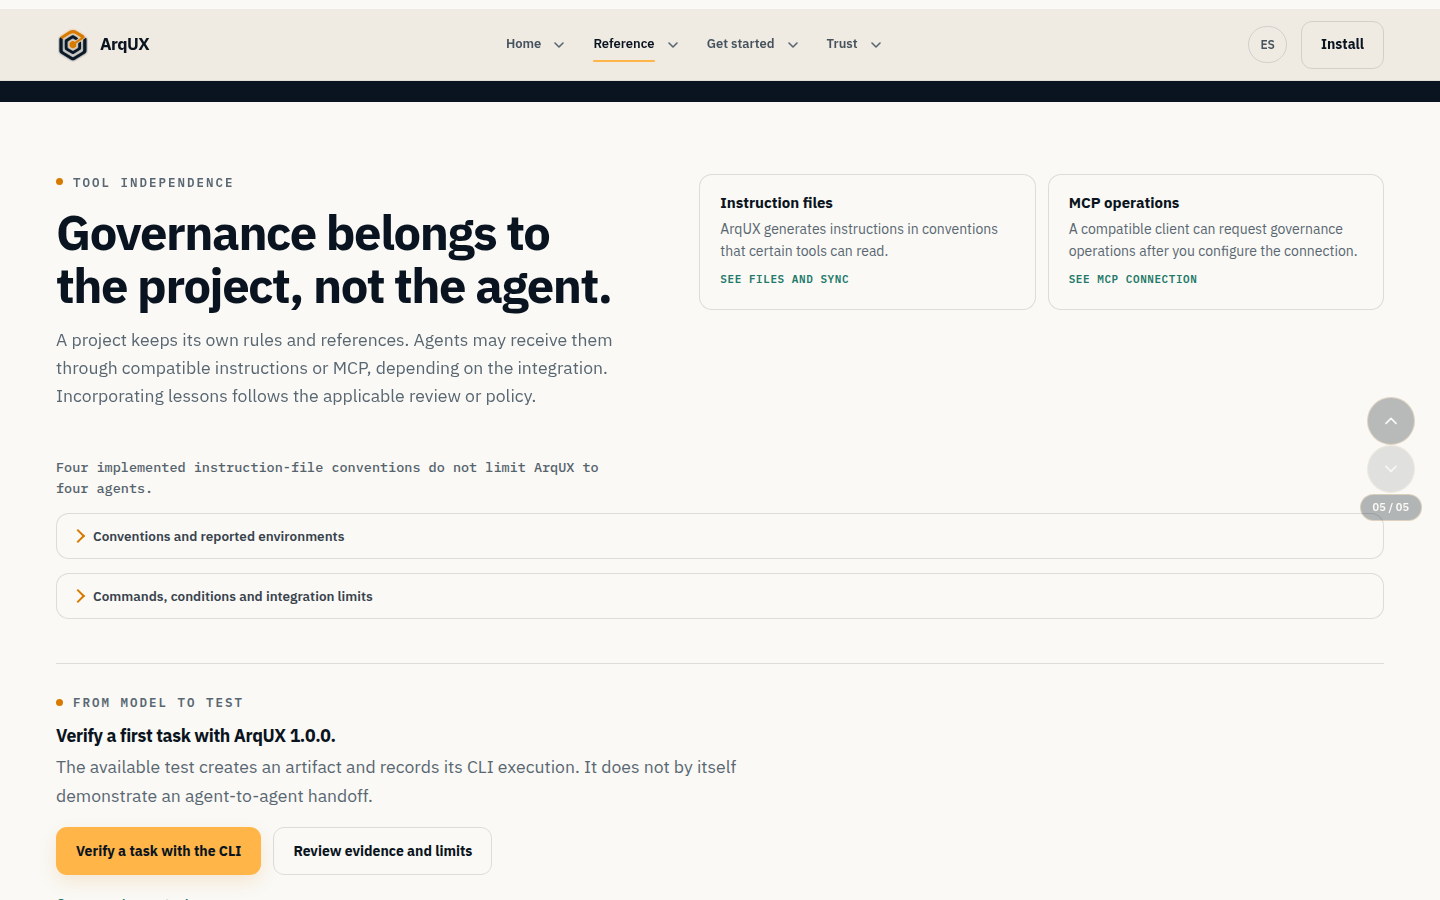 ArqUX
Home
Reference
Get started
Trust
ES
Install
TOOL INDEPENDENCE
Governance belongs to
the project, not the agent.
A project keeps its own rules and references. Agents may receive them
through compatible instructions or MCP, depending on the integration.
Incorporating lessons follows the applicable review or policy.
Instruction files
ArqUX generates instructions in conventions
that certain tools can read.
SEE FILES AND SYNC
MCP operations
A compatible client can request governance
operations after you configure the connection.
SEE MCP CONNECTION
Four implemented instruction-file conventions do not limit ArqUX to
four agents.
05 / 05
Conventions and reported environments
Commands, conditions and integration limits
FROM MODEL TO TEST
Verify a first task with ArqUX 1.0.0.
The available test creates an artifact and records its CLI execution. It does not by itself
demonstrate an agent-to-agent handoff.
Verify a task with the CLI
Review evidence and limits